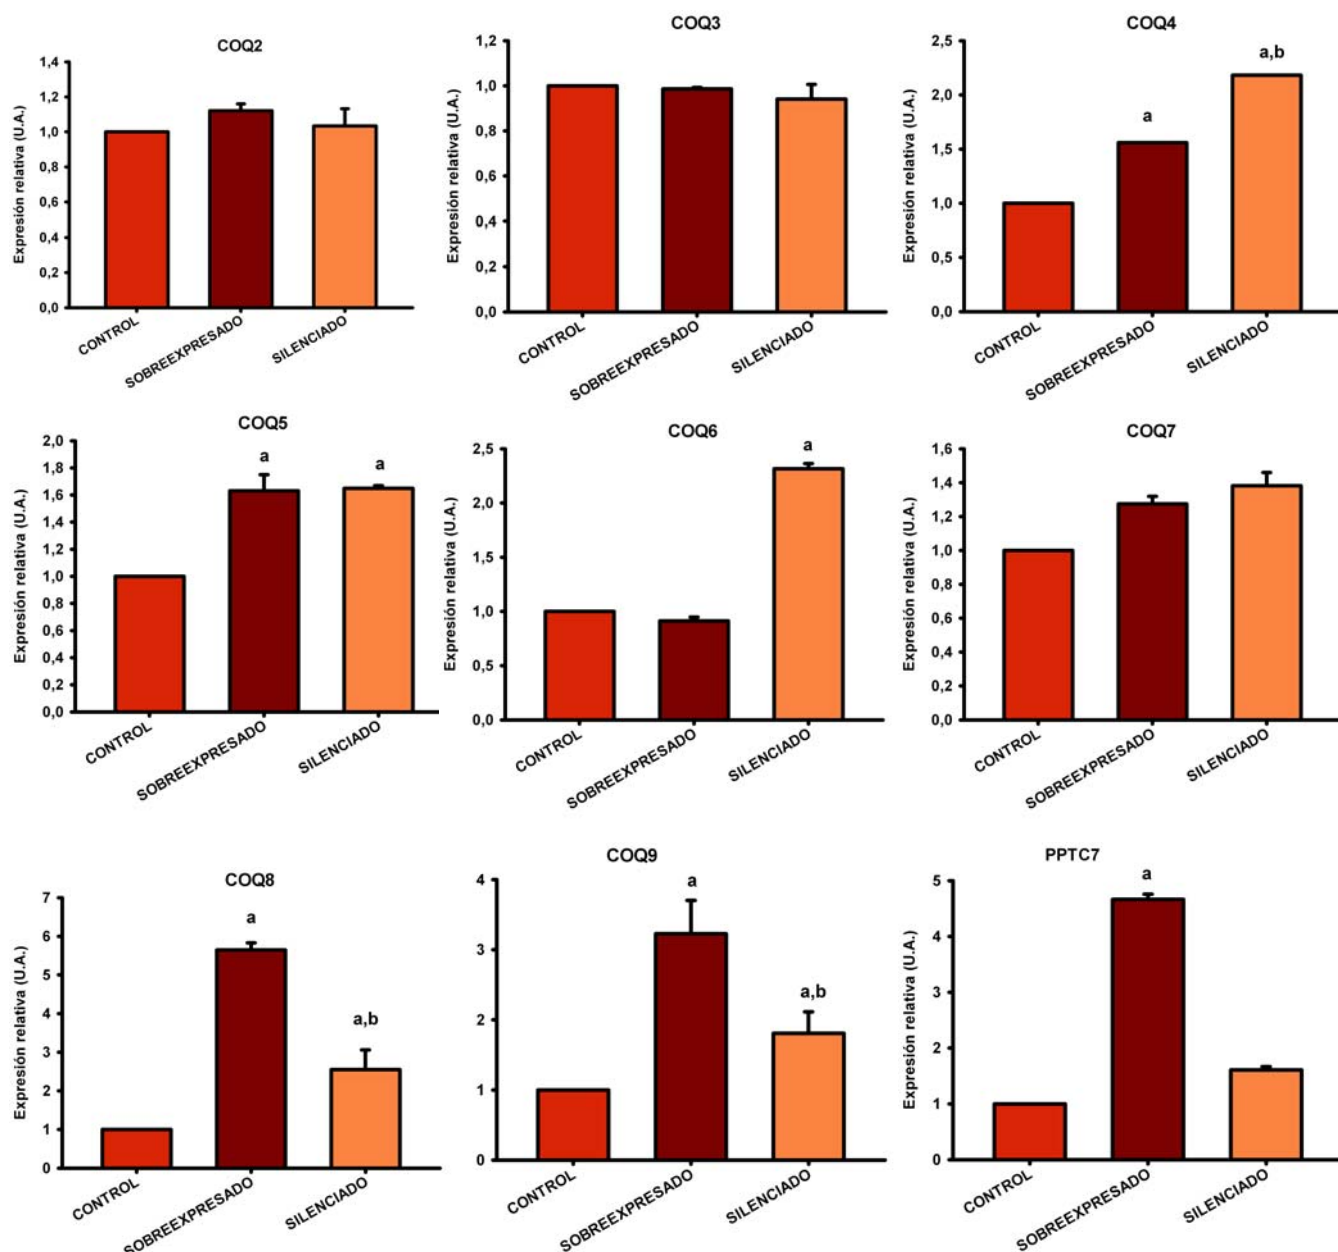 COQ2
Expresión relativa (U.A.)
1,4
1,2
1,0
0,8
0,6
0,4
0,2
0,0
CONTROL
SOBREEXPRESADO
SILENCIADO
COQ3
Expresión relativa (U.A.)
1,2
1,0
0,8
0,6
0,4
0,2
0,0
CONTROL
SOBREEXPRESADO
SILENCIADO
COQ4
Expresión relativa (U.A.)
2,5
2,0
1,5
1,0
0,5
0,0
a
a,b
CONTROL
SOBREEXPRESADO
SILENCIADO
COQ5
Expresión relativa (U.A.)
2,0
1,8
1,6
1,4
1,2
1,0
0,8
0,6
0,4
0,2
0,0
a
a
CONTROL
SOBREEXPRESADO
SILENCIADO
COQ6
Expresión relativa (U.A.)
2,5
2,0
1,5
1,0
0,5
0,0
a
CONTROL
SOBREEXPRESADO
SILENCIADO
COQ7
Expresión relativa (U.A.)
1,6
1,4
1,2
1,0
0,8
0,6
0,4
0,2
0,0
CONTROL
SOBREEXPRESADO
SILENCIADO
COQ8
Expresión relativa (U.A.)
7
6
5
4
3
2
1
0
a
a,b
CONTROL
SOBREEXPRESADO
SILENCIADO
COQ9
Expresión relativa (U.A.)
4
3
2
1
0
a
a,b
CONTROL
SOBREEXPRESADO
SILENCIADO
PPTC7
Expresión relativa (U.A.)
5
4
3
2
1
0
a
CONTROL
SOBREEXPRESADO
SILENCIADO